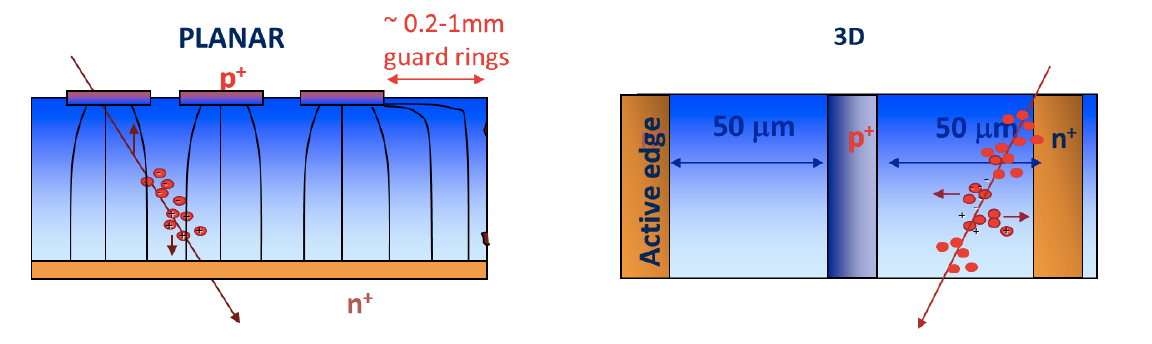 PLANAR
~ 0.2-1mm
guard rings
p+
n+
3D
Active edge
50 μm
p+
50 μm
n+